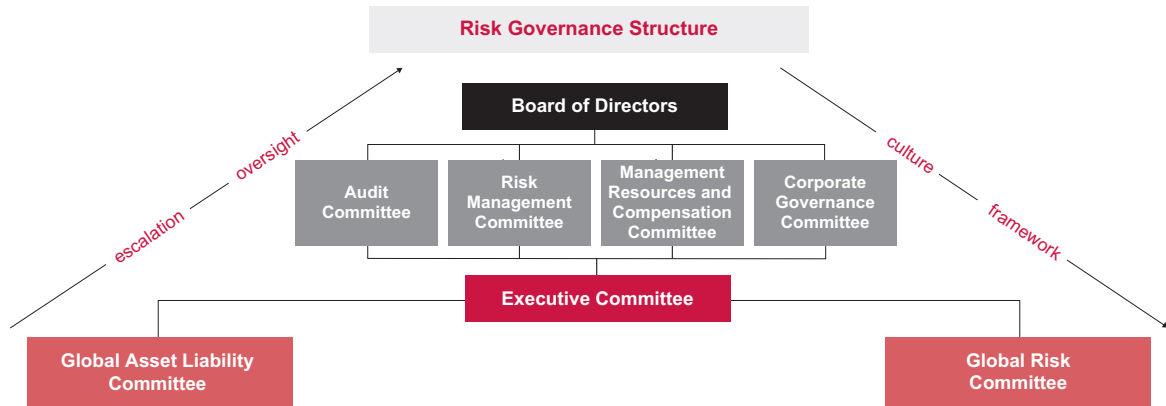 Risk Governance Structure
Board of Directors
oversight
escalation
culture
framework
Audit
Committee
Risk
Management
Committee
Management
Resources and
Compensation
Committee
Corporate
Governance
Committee
Executive Committee
Global Asset Liability
Committee
Global Risk
Committee